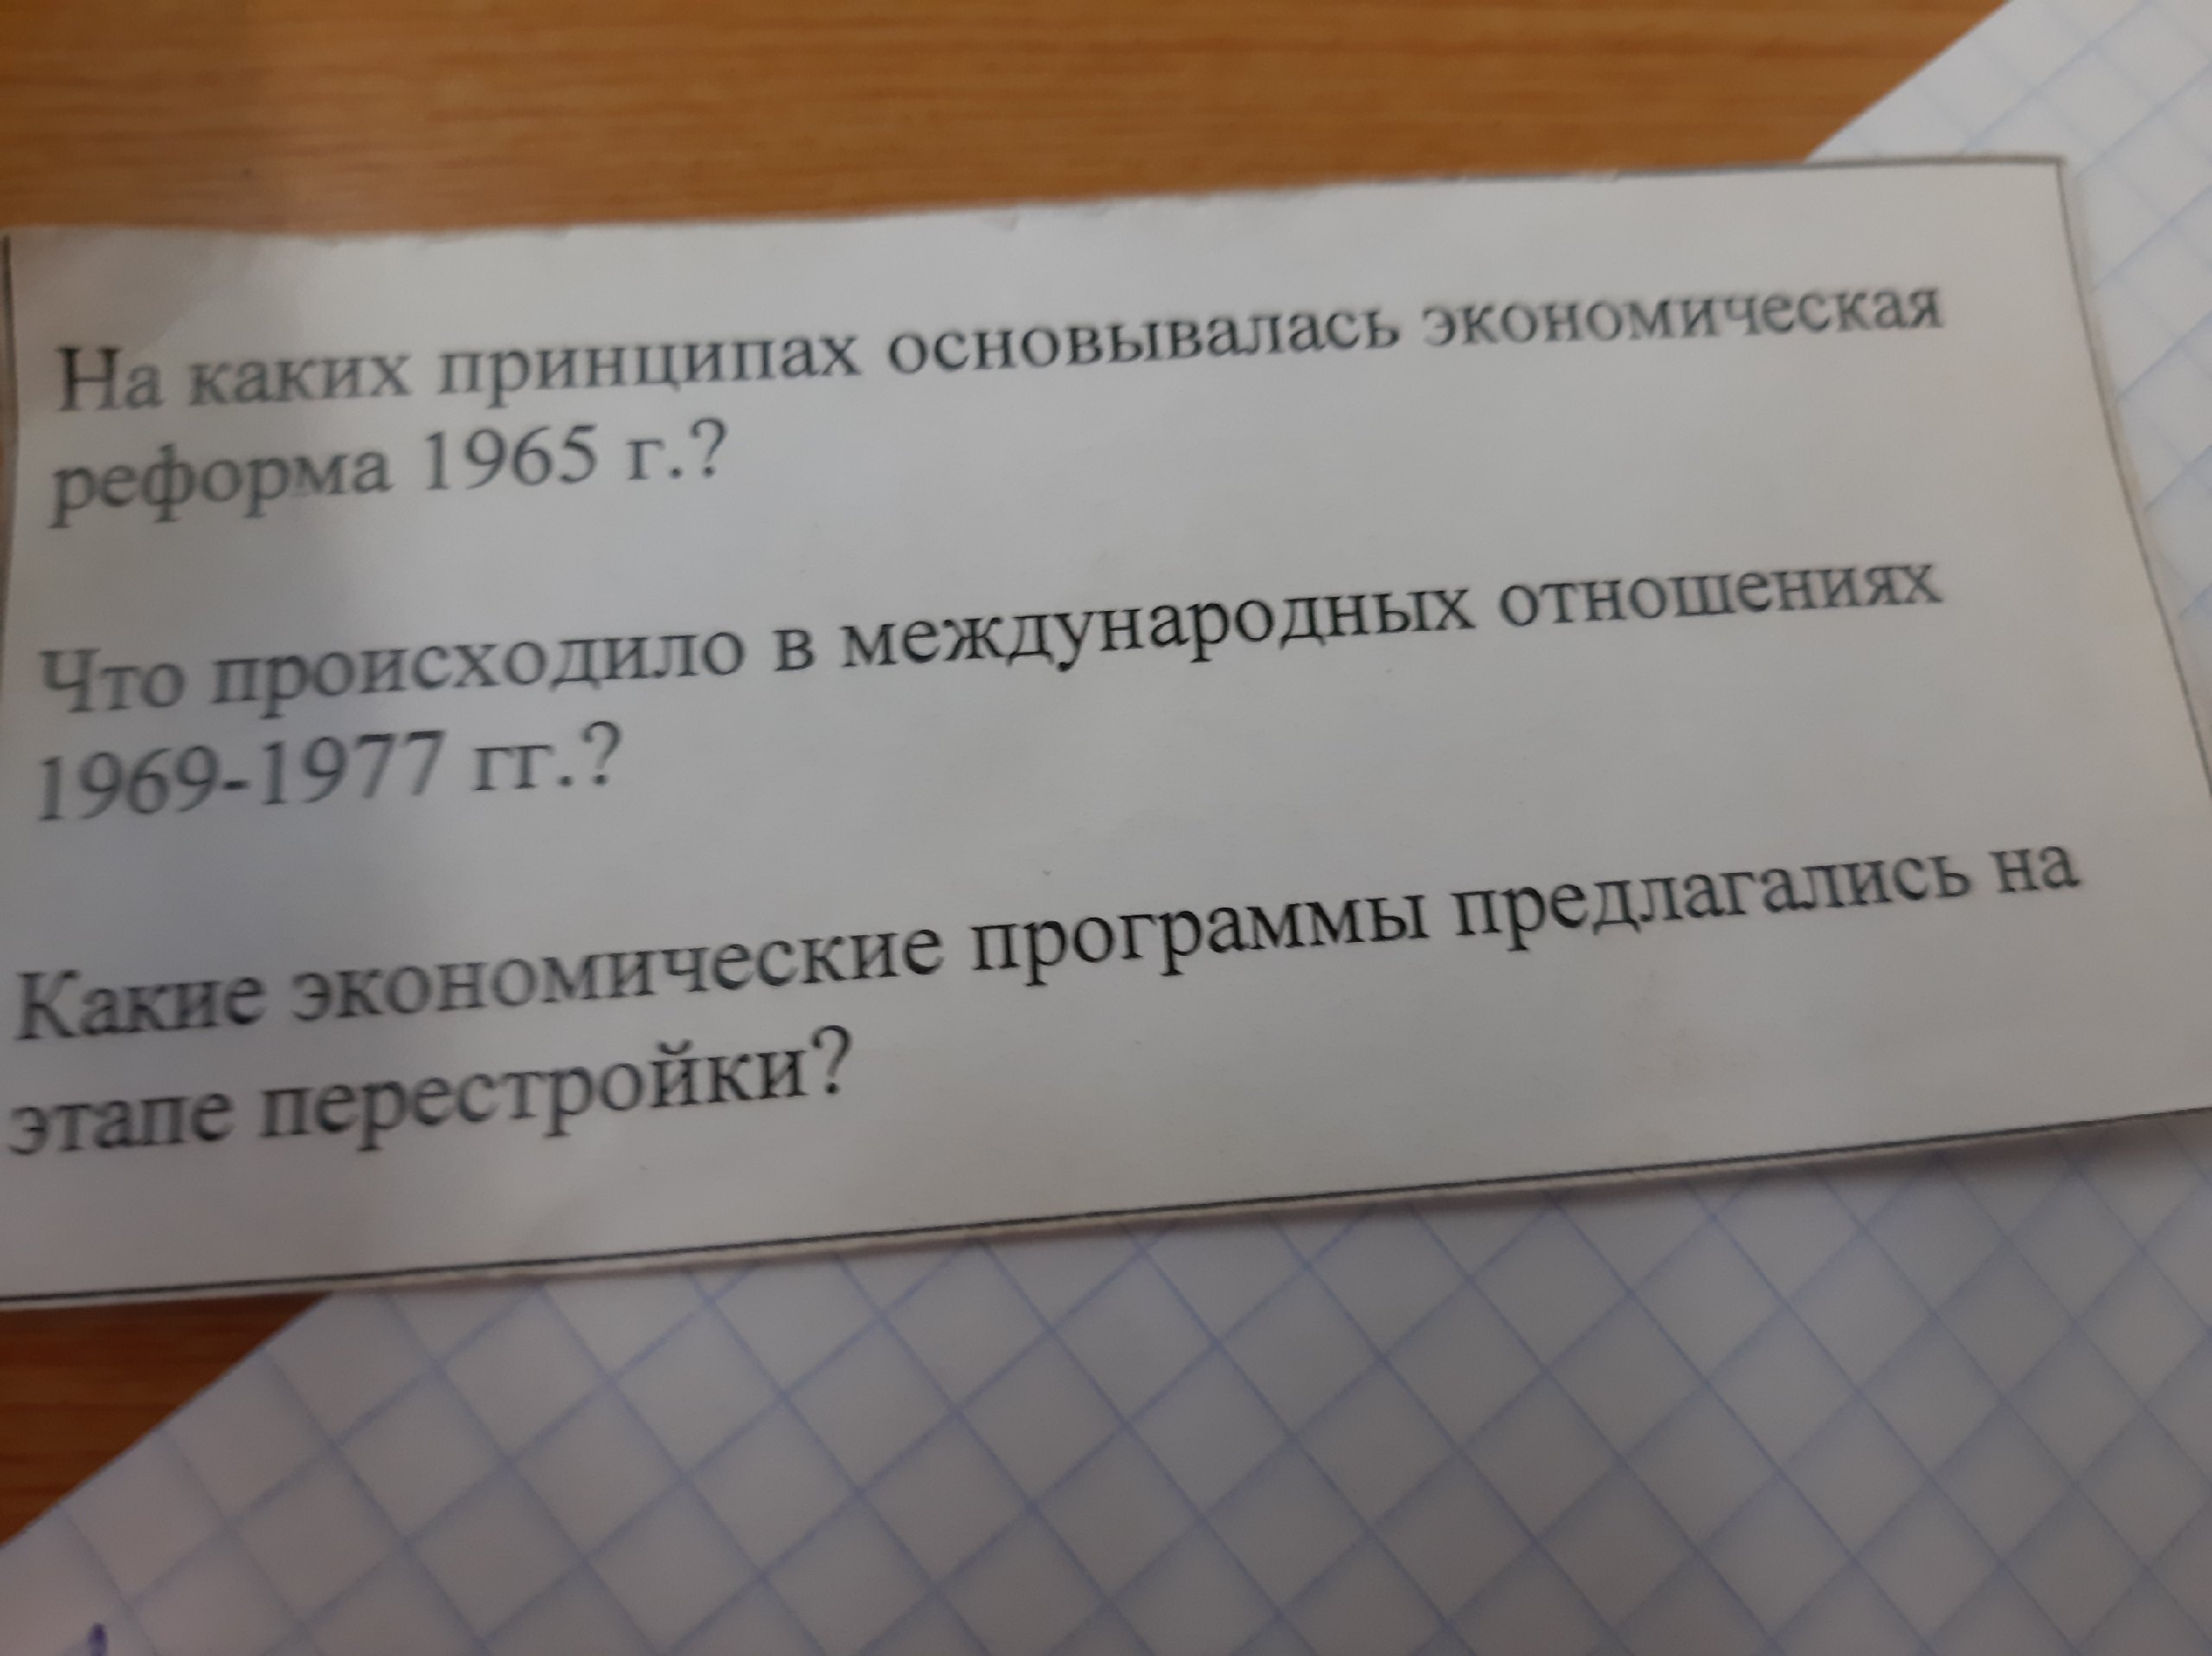 На каких принципах основывалась экономическая
реформа 1965 г.?
Что происходило в международных отношениях
1969-1977 гг.?
Какие экономические программы предлагались на
этапе перестройки?